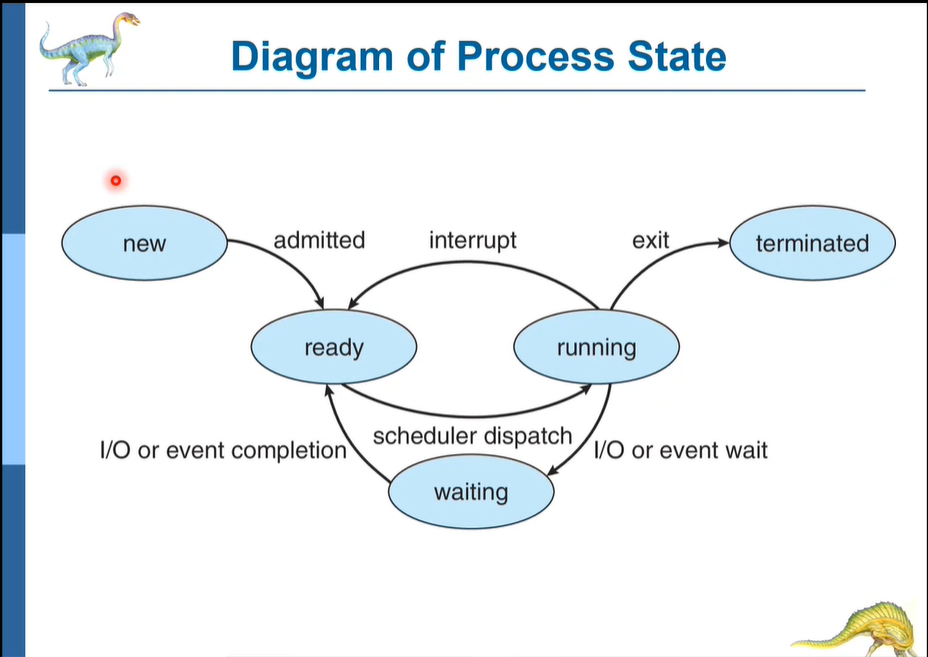 Diagram of Process State
new
admitted
interrupt
exit
terminated
ready
running
scheduler dispatch
I/O or event completion
I/O or event wait
waiting